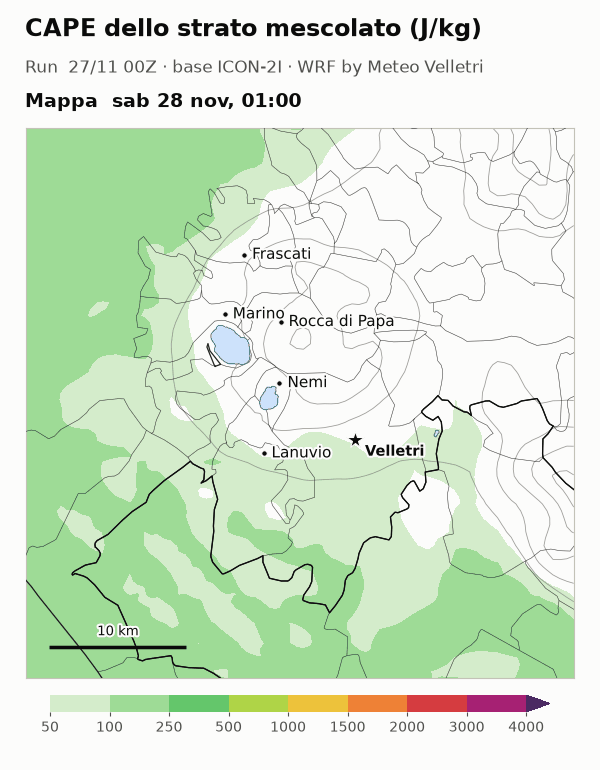 CAPE dello strato mescolato (J/kg)
Run  27/11 00Z · base ICON-2I · WRF by Meteo Velletri
Mappa  sab 28 nov, 01:00
Frascati
Marino
Rocca di Papa
Nemi
Velletri
Lanuvio
10 km
50 100 250 500 1000 1500 2000 3000 4000